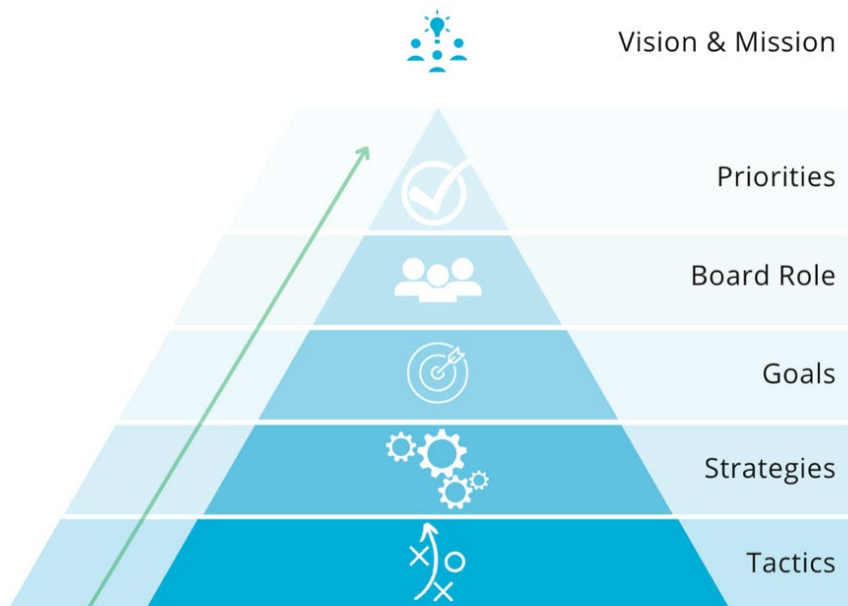 Vision & Mission
Priorities
Board Role
Goals
Strategies
Tactics